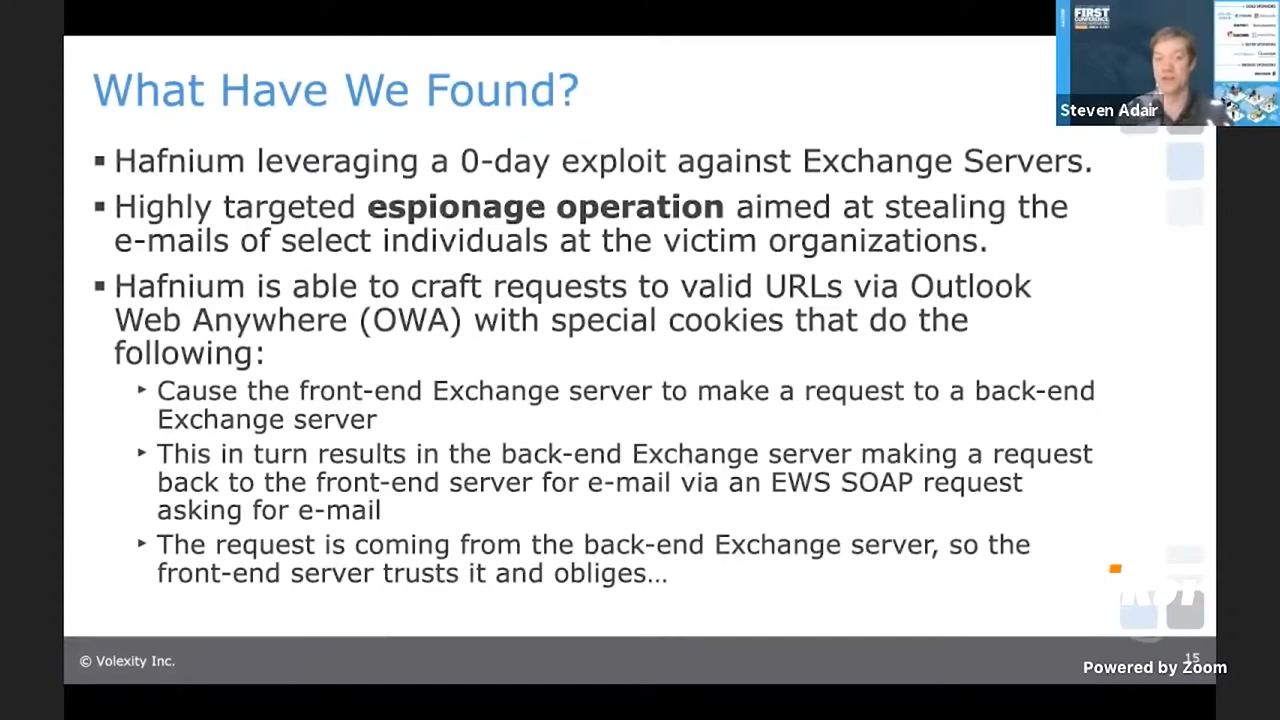 What Have We Found?
▪ Hafnium leveraging a 0-day exploit against Exchange Servers.
▪ Highly targeted espionage operation aimed at stealing the
e-mails of select individuals at the victim organizations.
▪ Hafnium is able to craft requests to valid URLs via Outlook
Web Anywhere (OWA) with special cookies that do the
following:
▸ Cause the front-end Exchange server to make a request to a back-end
Exchange server
▸ This in turn results in the back-end Exchange server making a request
back to the front-end server for e-mail via an EWS SOAP request
asking for e-mail
▸ The request is coming from the back-end Exchange server, so the
front-end server trusts it and obliges...
© Volexity Inc.
15
Powered by Zoom
FIRST
CONFERENCE
Steven Adair